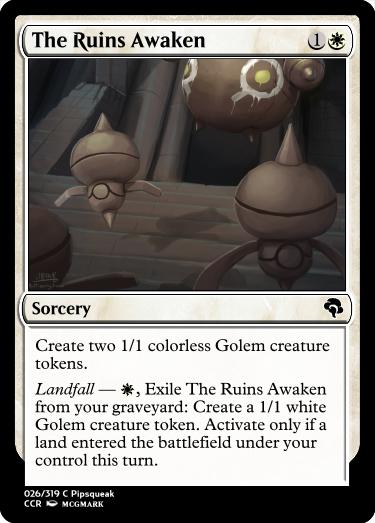 The Ruins Awaken 1
Sorcery
Create two 1/1 colorless Golem creature
tokens.
Landfall — , Exile The Ruins Awaken
from your graveyard: Create a 1/1 white
Golem creature token. Activate only if a
land entered the battlefield under your
control this turn.
026/319 C Pipsqueak
CCR MCGMARK